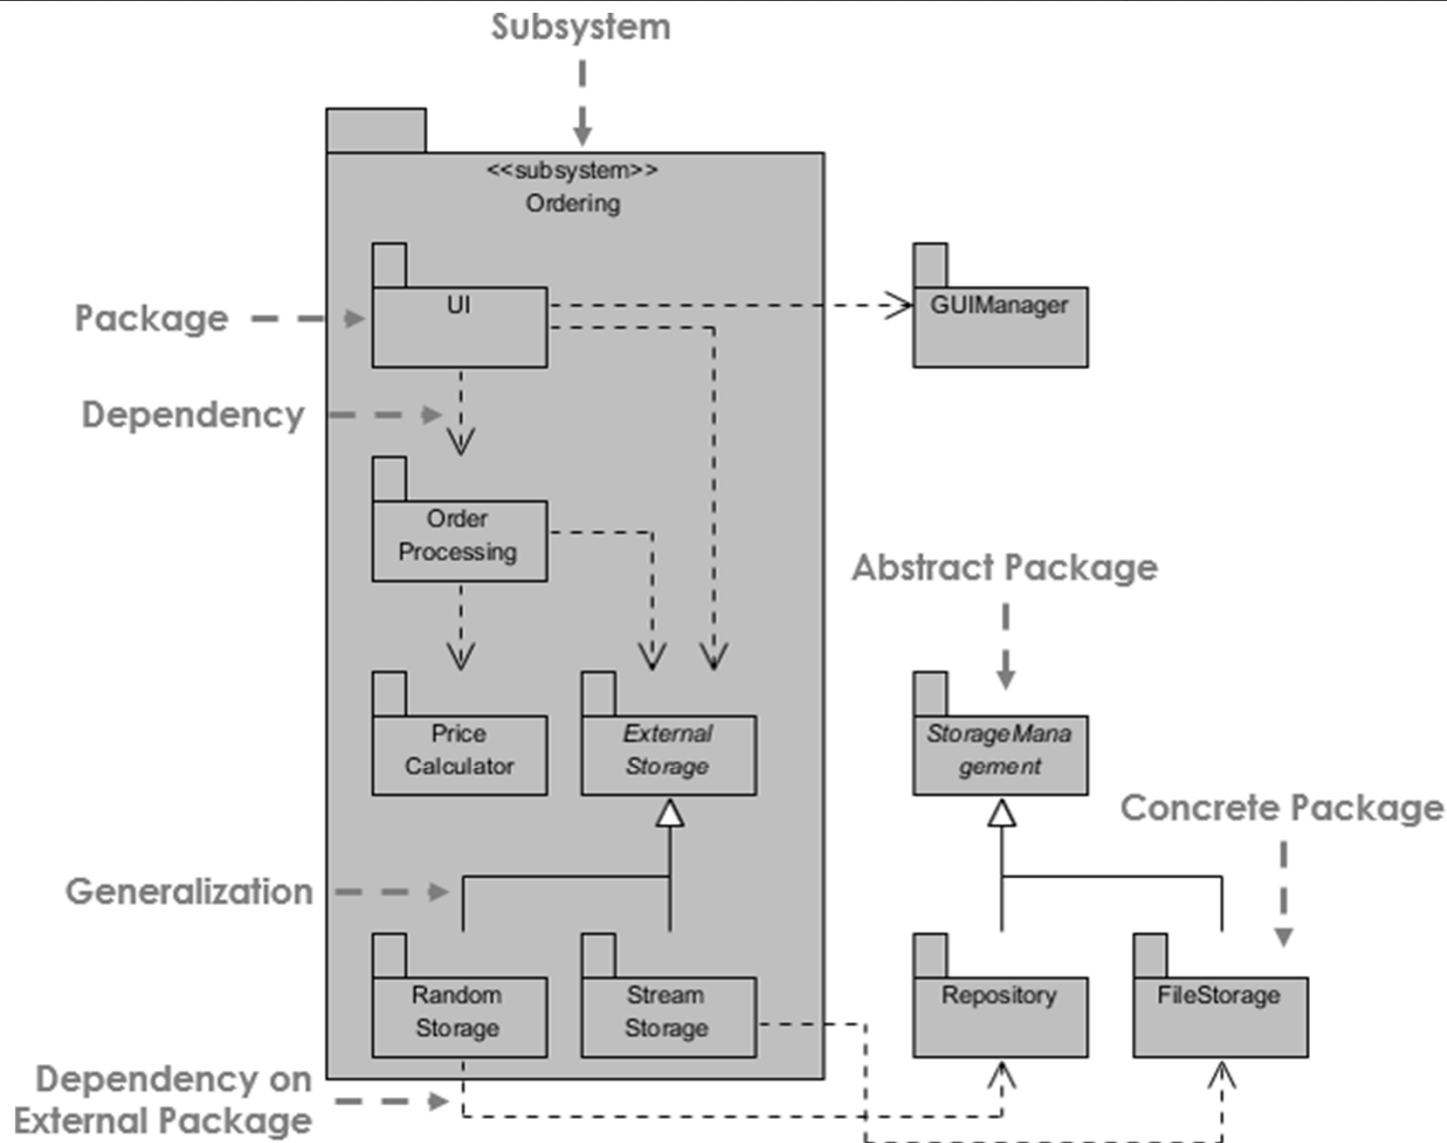 Subsystem
<<subsystem>>
Ordering
UI
GUIManager
Package
Dependency
Order
Processing
Abstract Package
Price
Calculator
External
Storage
StorageMana
gement
Concrete Package
Generalization
Random
Storage
Stream
Storage
Repository
FileStorage
Dependency on
External Package